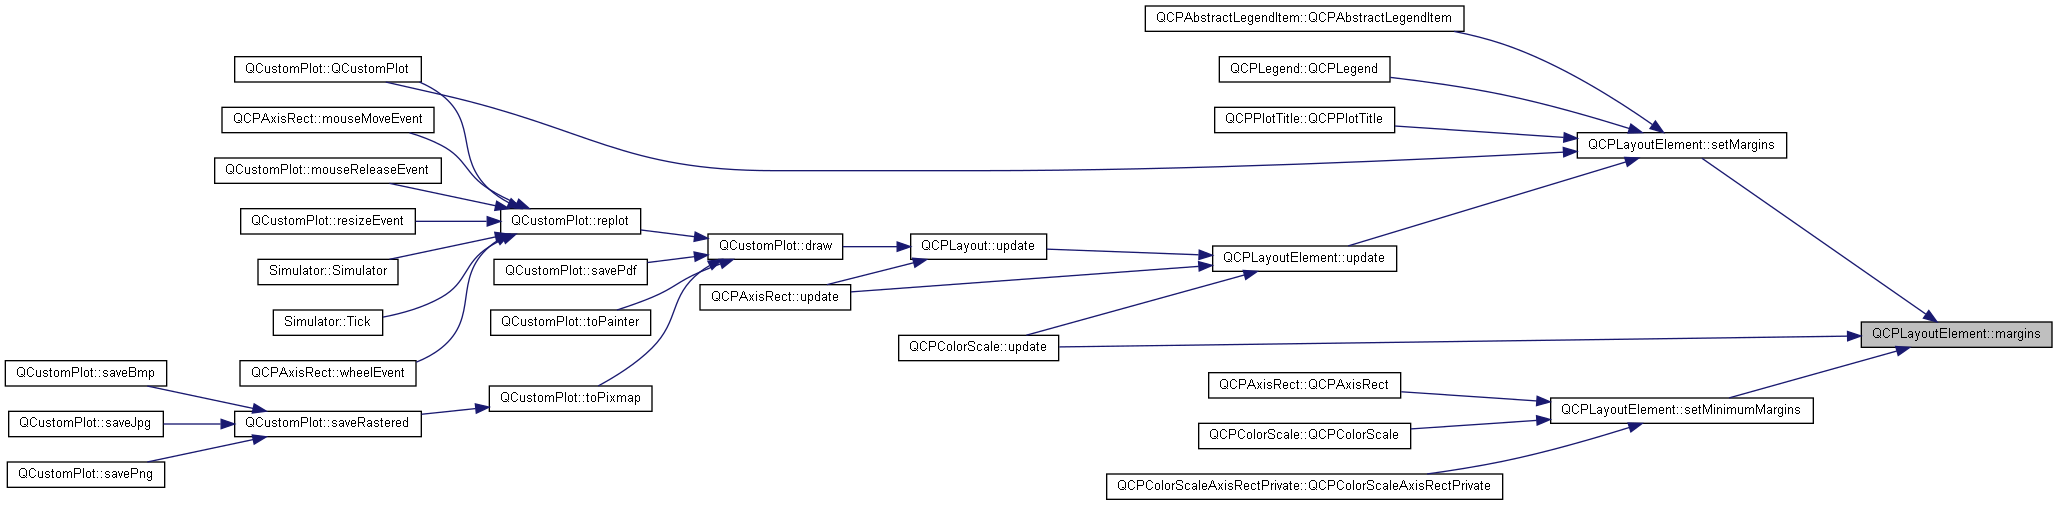 QCPAbstractLegendItem::QCPAbstractLegendItem
QCustomPlot::QCustomPlot
QCPLegend::QCPLegend
QCPAxisRect::mouseMoveEvent
QCPPlotTitle::QCPPlotTitle
QCPLayoutElement::setMargins
QCustomPlot::mouseReleaseEvent
QCustomPlot::resizeEvent
QCustomPlot::replot
QCustomPlot::draw
QCPLayout::update
QCPLayoutElement::update
Simulator::Simulator
QCustomPlot::savePdf
QCPAxisRect::update
Simulator::Tick
QCustomPlot::toPainter
QCPColorScale::update
QCPLayoutElement::margins
QCustomPlot::saveBmp
QCPAxisRect::wheelEvent
QCustomPlot::toPixmap
QCPAxisRect::QCPAxisRect
QCPLayoutElement::setMinimumMargins
QCustomPlot::saveJpg
QCustomPlot::saveRastered
QCPColorScale::QCPColorScale
QCustomPlot::savePng
QCPColorScaleAxisRectPrivate::QCPColorScaleAxisRectPrivate